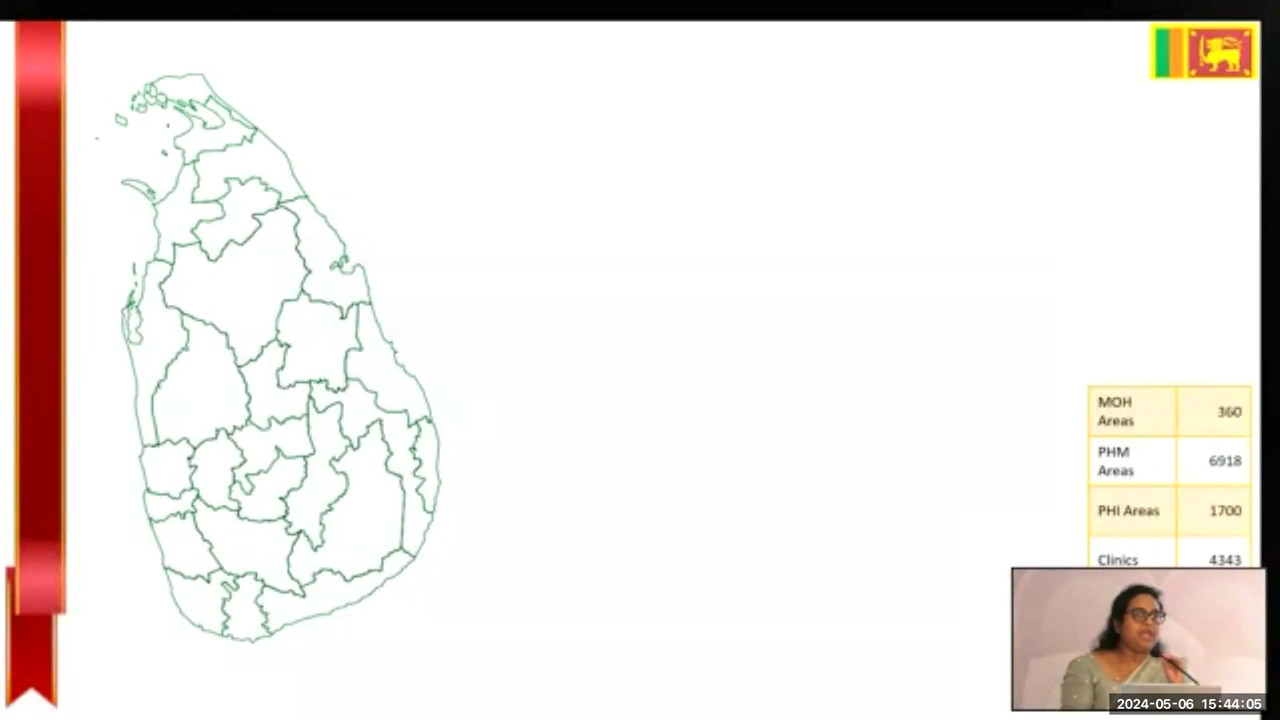 MOH
Areas
360
PHM
Areas
6918
PHI Areas
1700
Clinics
4343
2024-05-06 15:44:05